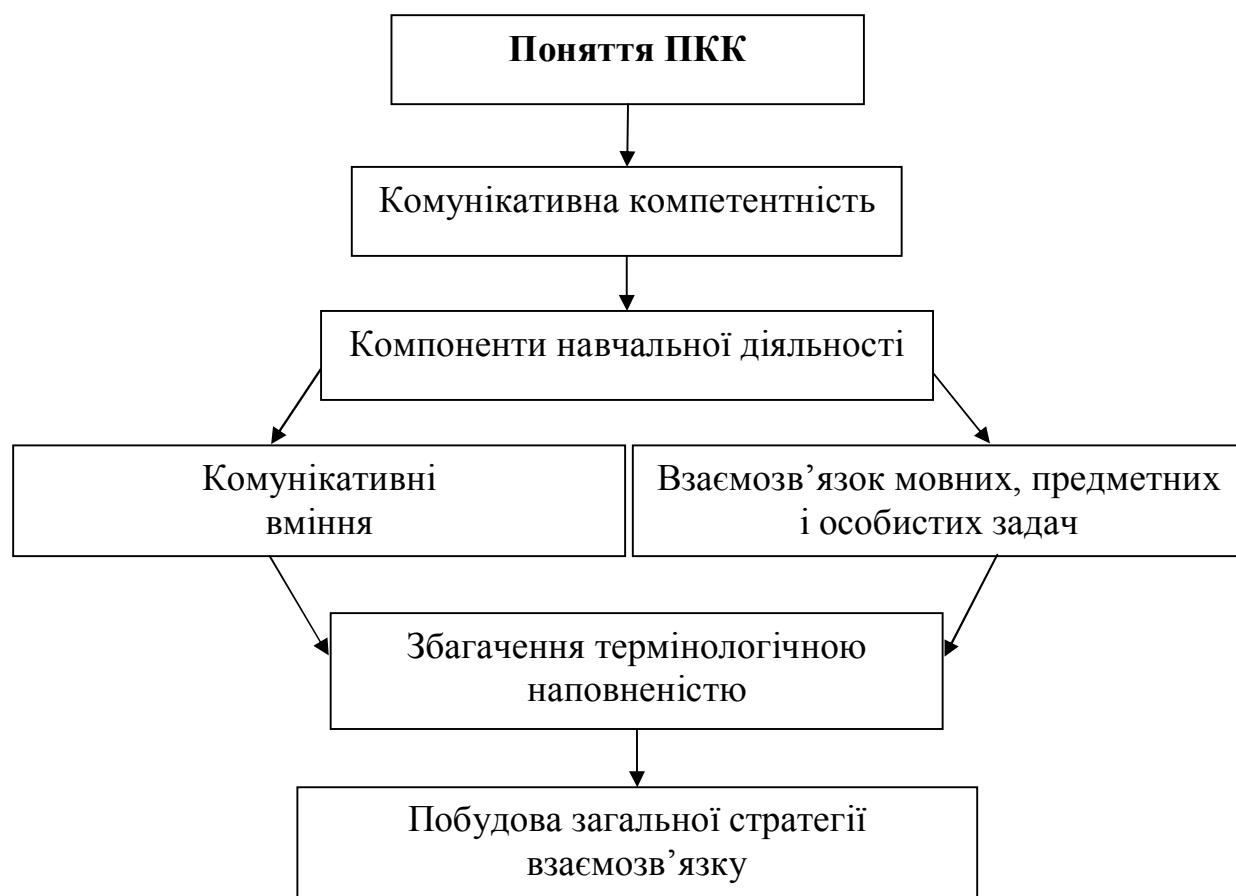 Поняття ПКК
Комунікативна компетентність
Компоненти навчальної діяльності
Комунікативні
вміння
Взаємозв’язок мовних, предметних
і особистих задач
Збагачення термінологічною
наповненістю
Побудова загальної стратегії
взаємозв’язку